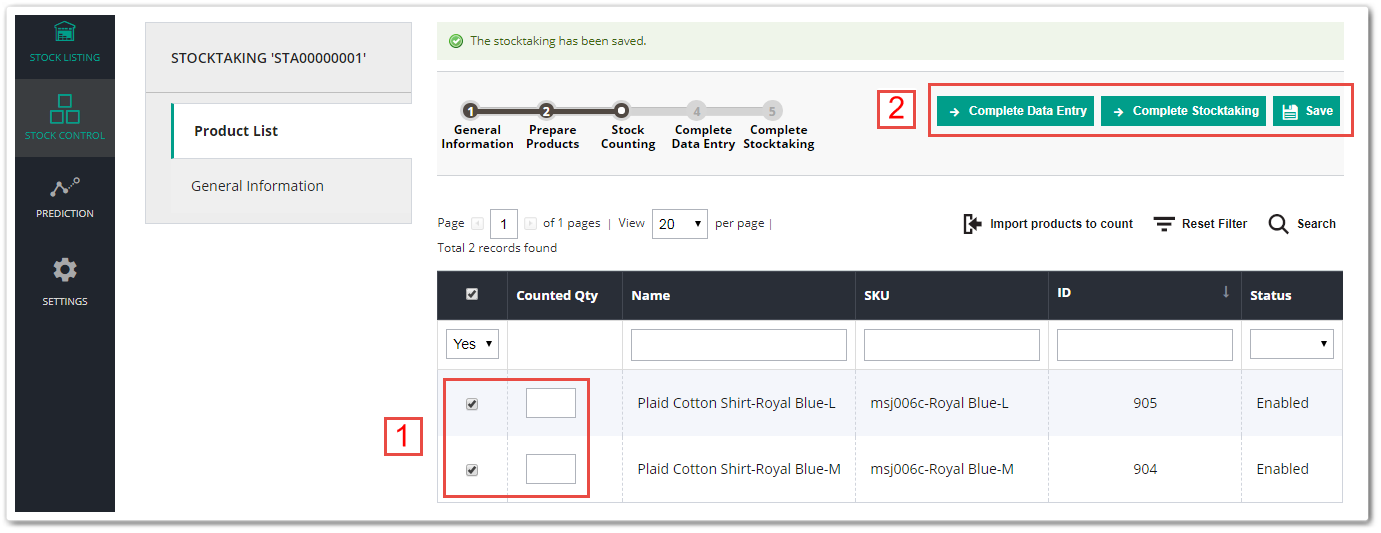 STOCK LISTING
STOCK CONTROL
PREDICTION
SETTINGS
STOCKTAKING 'STA00000001'
Product List
General Information
The stocktaking has been saved.
1 2 4 5
General Prepare Stock Complete Complete
Information Products Counting Data Entry Stocktaking
2
Complete Data Entry Complete Stocktaking Save
Page 1 of 1 pages | View 20 per page |
Total 2 records found
Import products to count Reset Filter Search
Counted Qty Name SKU ID Status
Yes
1
Plaid Cotton Shirt-Royal Blue-L msj006c-Royal Blue-L 905 Enabled
Plaid Cotton Shirt-Royal Blue-M msj006c-Royal Blue-M 904 Enabled